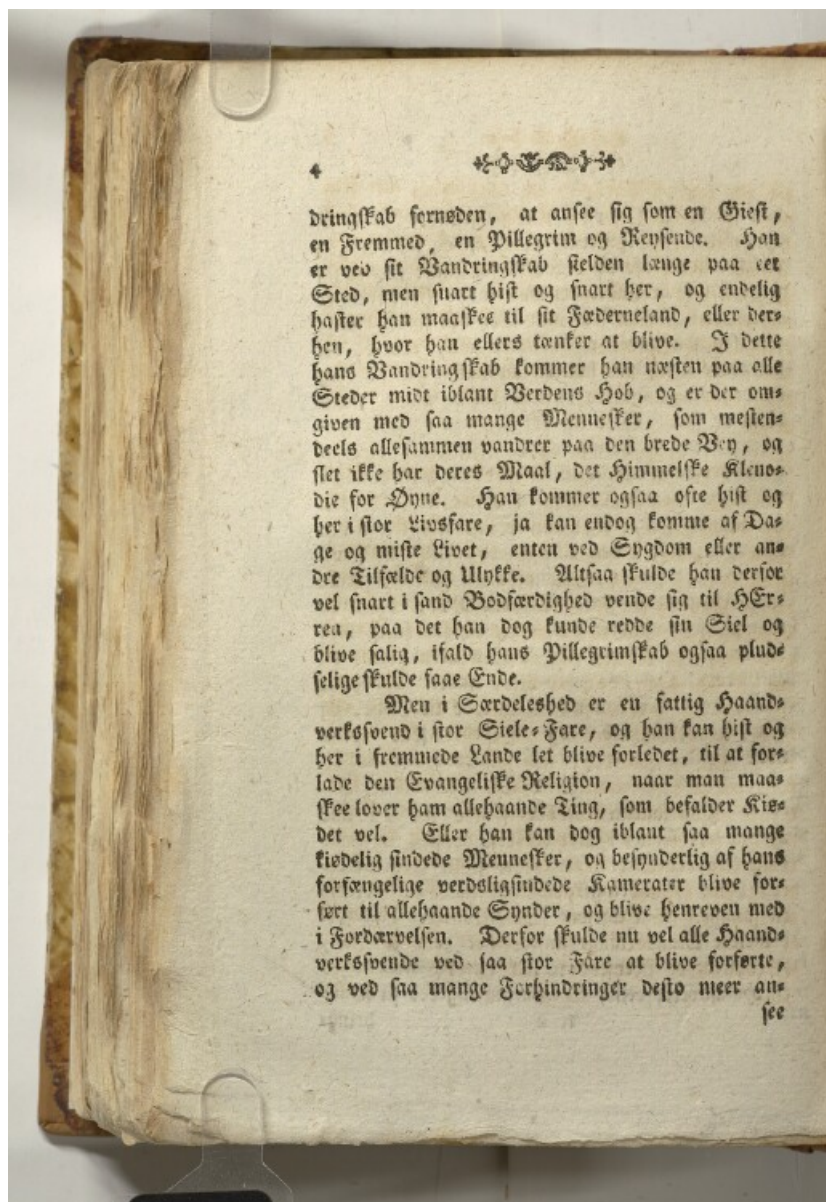 4
dringskab fornøden, at ansee sig som en Giest,
en Fremmed, en Pillegrim og Reysende. Han
er ved sit Vandringskab sielden længe paa eet
Sted, men snart hist og snart her, og endelig
haster han maaskee til sit Fæderneland, eller der-
hen, hvor han ellers tænker at blive. I dette
hans Vandringskab kommer han næsten paa alle
Steder midt iblant Verdens Hob, og er der om-
given med saa mange Mennesker, som mesten-
deels allesammen vandrer paa den brede Vey, og
slet ikke har deres Maal, det Himmelske Kleno-
die for Øyne. Han kommer ogsaa ofte hist og
her i stor Livsfare, ja kan endog komme af Da-
ge og miste Livet, enten ved Sygdom eller an-
dre Tilfælde og Ulykke. Altsaa skulde han derfor
vel snart i sand Bodfærdighed vende sig til HEr-
ren, paa det han dog kunde redde sin Siel og
blive salig, ifald hans Pillegrimskab ogsaa plud-
selige skulde faae Ende.
Men i Særdeleshed er en fattig Haand-
verkssvend i stor Siele-Fare, og han kan hist og
her i fremmede Lande let blive forledet, til at for-
lade den Evangeliske Religion, naar man maa-
skee lover ham allehaande Ting, som befalder Kiø-
det vel. Eller han kan dog iblant saa mange
kiødelig sindede Mennesker, og besynderlig af hans
forfængelige verdsligsindede Kamerater blive for-
ført til allehaande Synder, og blive henreven med
i Fordærvelsen. Derfor skulde nu vel alle Haand-
verkssvende ved saa stor Fare at blive forførte,
og ved saa mange Forhindringer desto meer an-
see